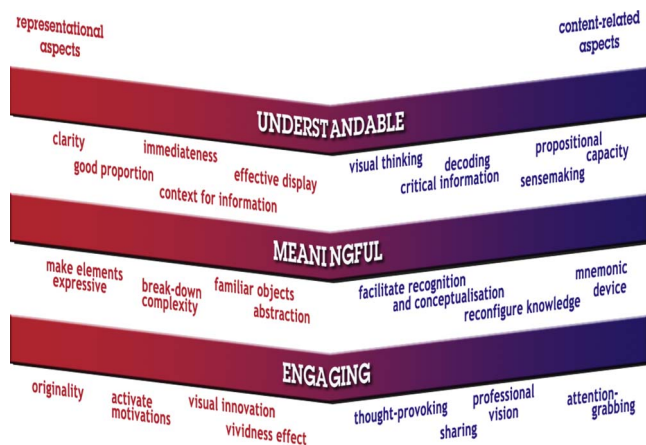 representational
aspects
content-related
aspects
UNDERSTANDABLE
clarity
immediateness
good proportion
effective display
context for information
visual thinking
decoding
critical information
propositional
capacity
sensemaking
MEANINGFUL
make elements
expressive
break-down
complexity
familiar objects
abstraction
facilitate recognition
and conceptualisation
mnemonic
device
reconfigure knowledge
ENGAGING
originality
activate
motivations
visual innovation
vividness effect
thought-provoking
sharing
professional
vision
attention-
grabbing